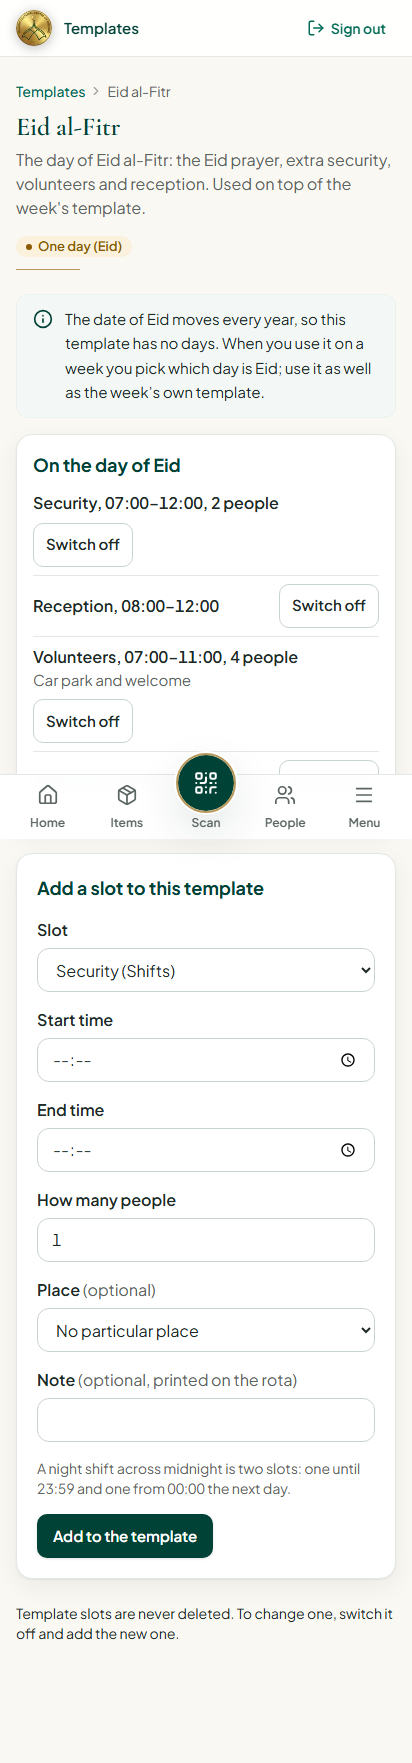 Templates
Sign out
Templates > Eid al-Fitr
Eid al-Fitr
The day of Eid al-Fitr: the Eid prayer, extra security,
volunteers and reception. Used on top of the
week's template.
One day (Eid)
The date of Eid moves every year, so this
template has no days. When you use it on a
week you pick which day is Eid; use it as well
as the week's own template.
On the day of Eid
Security, 07:00–12:00, 2 people
Switch off
Reception, 08:00–12:00
Switch off
Volunteers, 07:00–11:00, 4 people
Car park and welcome
Switch off
Home
Items
Scan
People
Menu
Add a slot to this template
Slot
Security (Shifts)
Start time
--:--
End time
--:--
How many people
1
Place (optional)
No particular place
Note (optional, printed on the rota)
A night shift across midnight is two slots: one until
23:59 and one from 00:00 the next day.
Add to the template
Template slots are never deleted. To change one, switch it
off and add the new one.